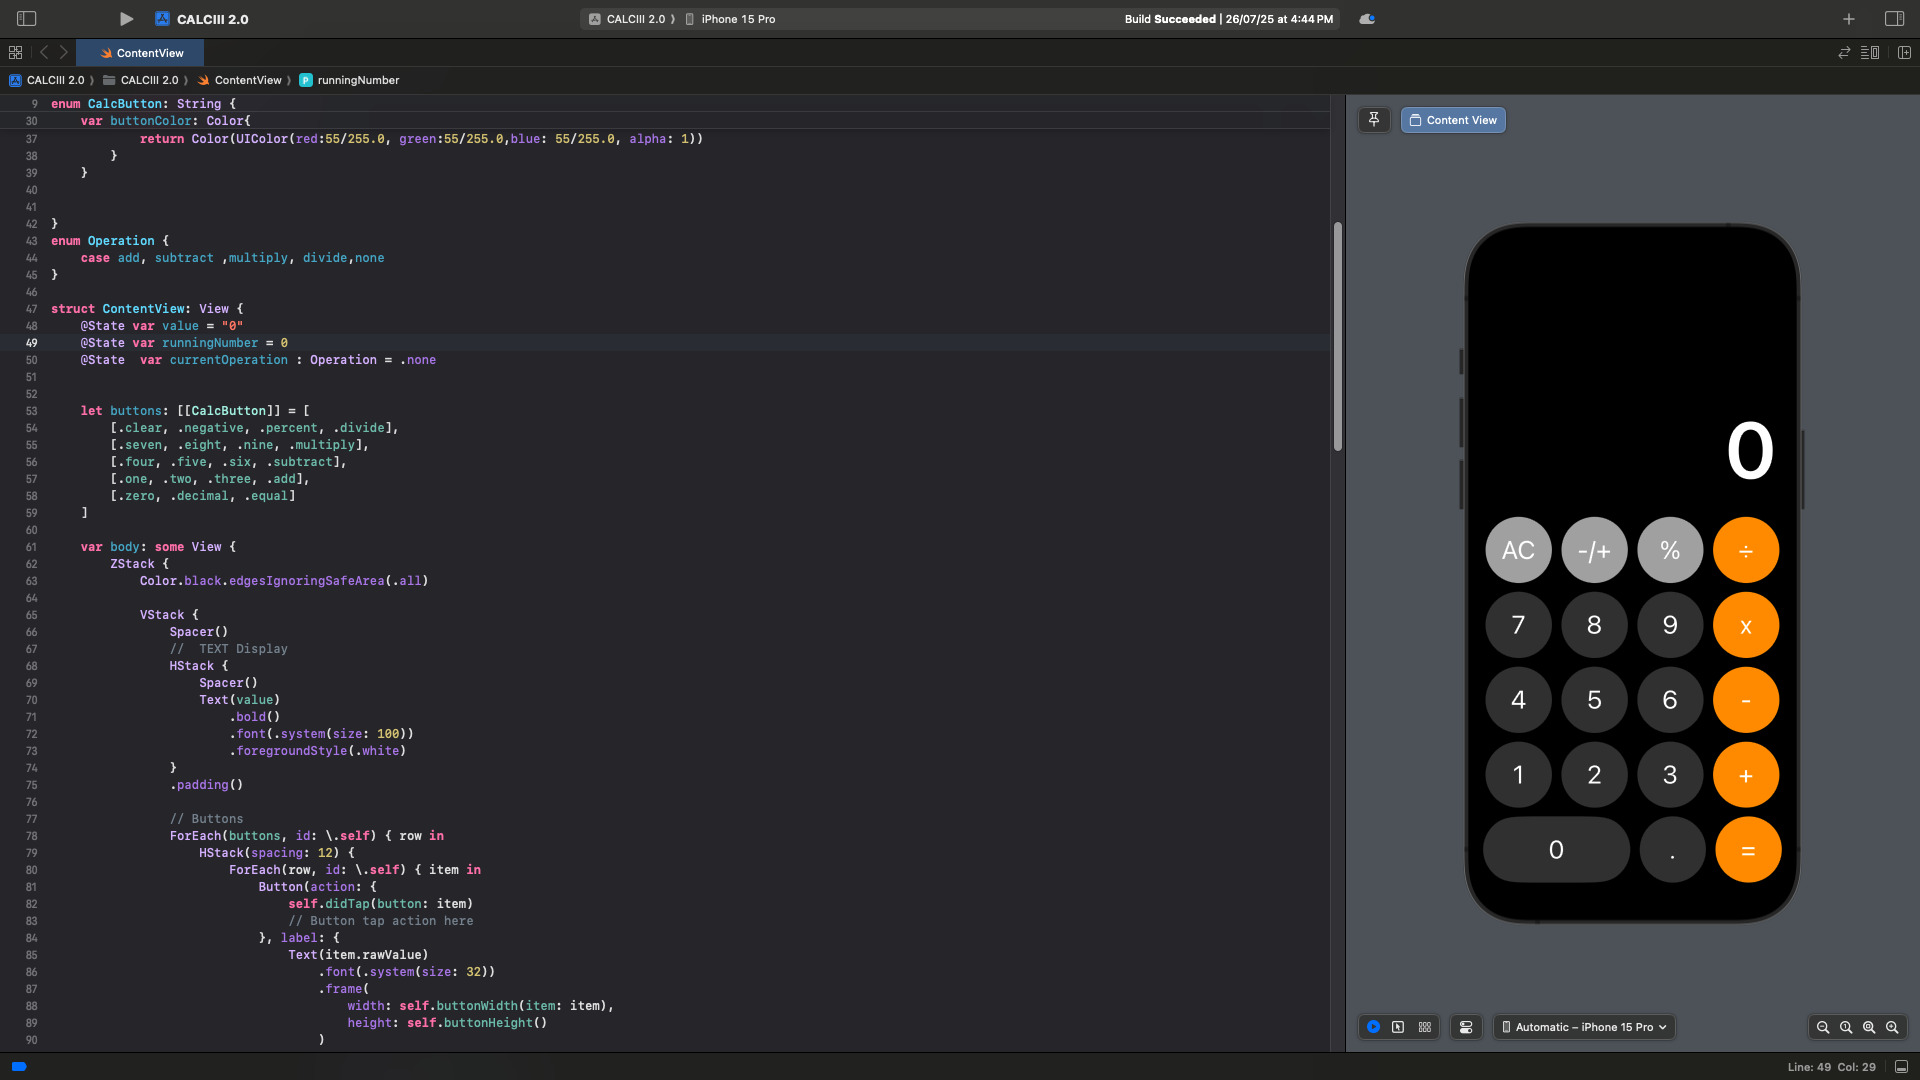 CALCIII 2.0
CALCIII 2.0 ⟩ iPhone 15 Pro
Build Succeeded | 26/07/25 at 4:44 PM
ContentView
CALCIII 2.0 ⟩ CALCIII 2.0 ⟩ ContentView ⟩ P runningNumber
9 enum CalcButton: String {
30 var buttonColor: Color{
37 return Color(UIColor(red:55/255.0, green:55/255.0,blue: 55/255.0, alpha: 1))
38 }
39 }
40
41
42 }
43 enum Operation {
44 case add, subtract ,multiply, divide,none
45 }
46
47 struct ContentView: View {
48 @State var value = "0"
49 @State var runningNumber = 0
50 @State  var currentOperation : Operation = .none
51
52
53 let buttons: [[CalcButton]] = [
54 [.clear, .negative, .percent, .divide],
55 [.seven, .eight, .nine, .multiply],
56 [.four, .five, .six, .subtract],
57 [.one, .two, .three, .add],
58 [.zero, .decimal, .equal]
59 ]
60
61 var body: some View {
62 ZStack {
63 Color.black.edgesIgnoringSafeArea(.all)
64
65 VStack {
66 Spacer()
67 //  TEXT Display
68 HStack {
69 Spacer()
70 Text(value)
71 .bold()
72 .font(.system(size: 100))
73 .foregroundStyle(.white)
74 }
75 .padding()
76
77 // Buttons
78 ForEach(buttons, id: \.self) { row in
79 HStack(spacing: 12) {
80 ForEach(row, id: \.self) { item in
81 Button(action: {
82 self.didTap(button: item)
83 // Button tap action here
84 }, label: {
85 Text(item.rawValue)
86 .font(.system(size: 32))
87 .frame(
88 width: self.buttonWidth(item: item),
89 height: self.buttonHeight()
90 )
Content View
0
AC -/+ % ÷
7 8 9 x
4 5 6 -
1 2 3 +
0 . =
Automatic – iPhone 15 Pro
Line: 49 Col: 29